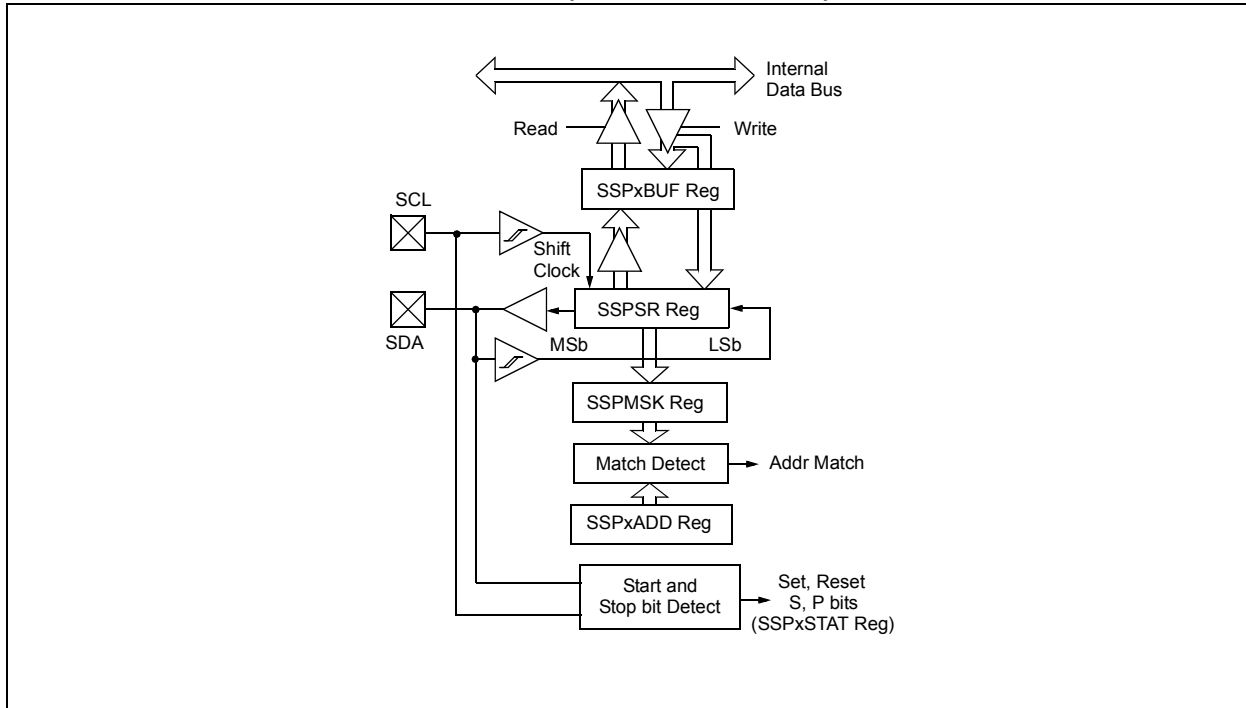 Internal
Data Bus
Read
Write
SSPxBUF Reg
SCL
Shift
Clock
SSPSR Reg
SDA
MSb
LSb
SSPMSK Reg
Match Detect
Addr Match
SSPxADD Reg
Start and
Stop bit Detect
Set, Reset
S, P bits
(SSPxSTAT Reg)